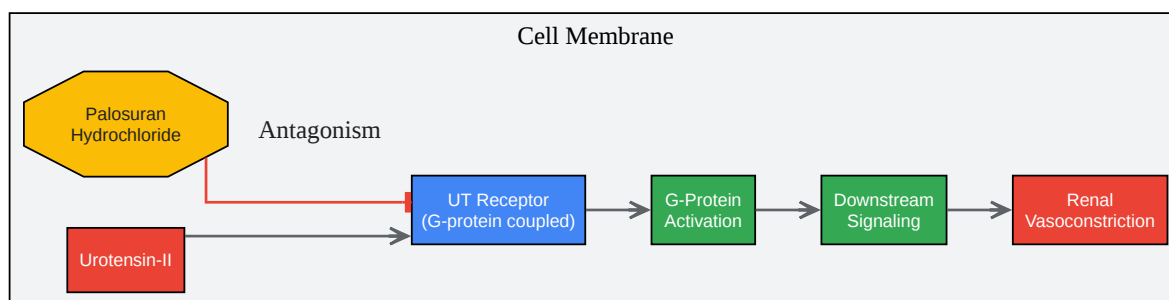 Cell Membrane
Palosuran
Hydrochloride
Antagonism
UT Receptor
(G-protein coupled)
G-Protein
Activation
Downstream
Signaling
Renal
Vasoconstriction
Urotensin-II